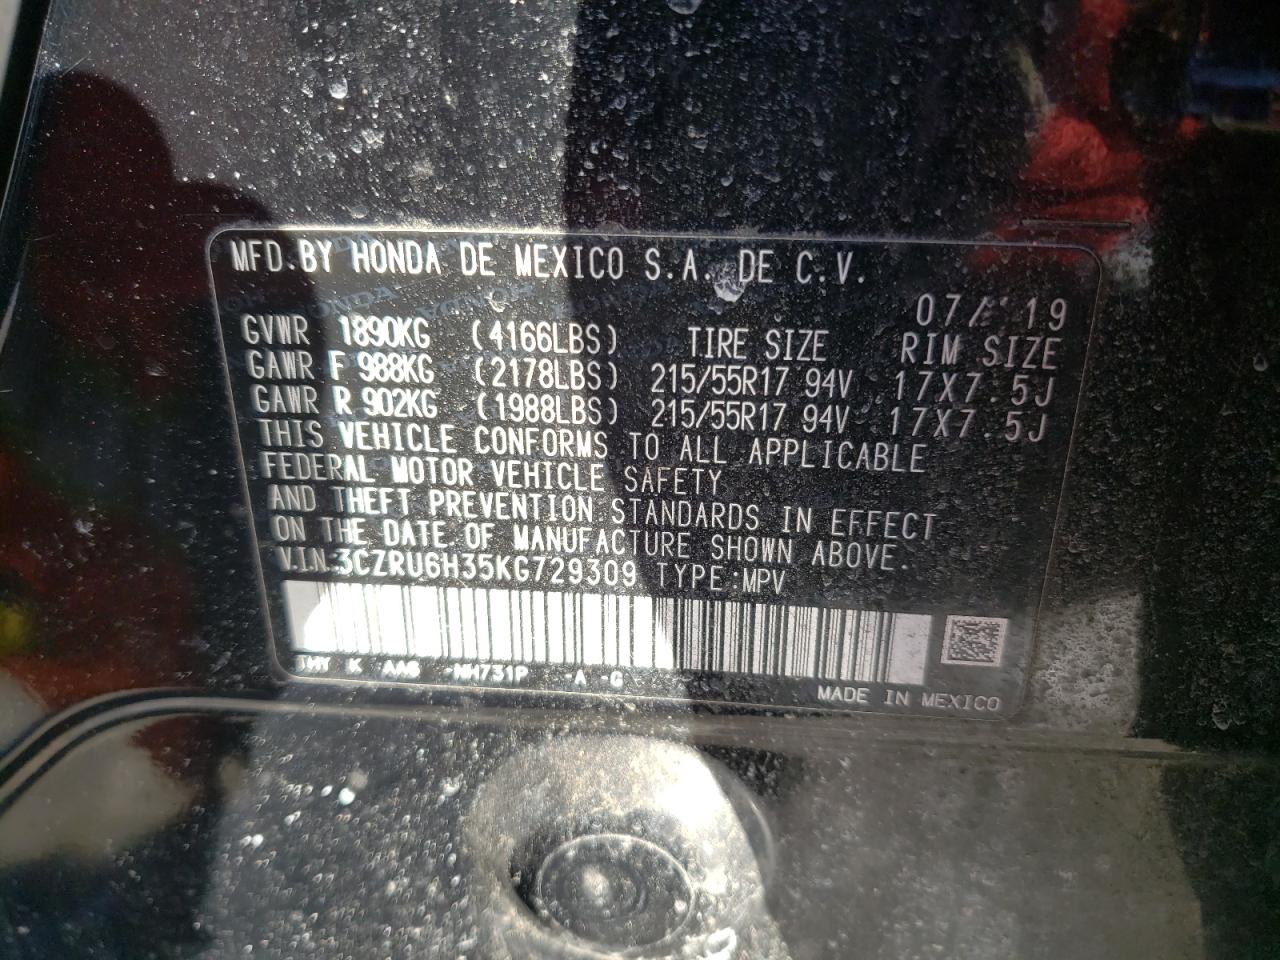 MFD.BY HONDA DE MEXICO S.A. DE C.V.
07/ 19
GVWR 1890KG (4166LBS) TIRE SIZE RIM SIZE
GAWR F 988KG (2178LBS) 215/55R17 94V 17X7.5J
GAWR R 902KG (1988LBS) 215/55R17 94V 17X7.5J
THIS VEHICLE CONFORMS TO ALL APPLICABLE
FEDERAL MOTOR VEHICLE SAFETY
AND THEFT PREVENTION STANDARDS IN EFFECT
ON THE DATE OF MANUFACTURE SHOWN ABOVE.
V.I.N.3CZRU6H35KG729309 TYPE:MPV
THY K AAS -NH731P -A -G
MADE IN MEXICO